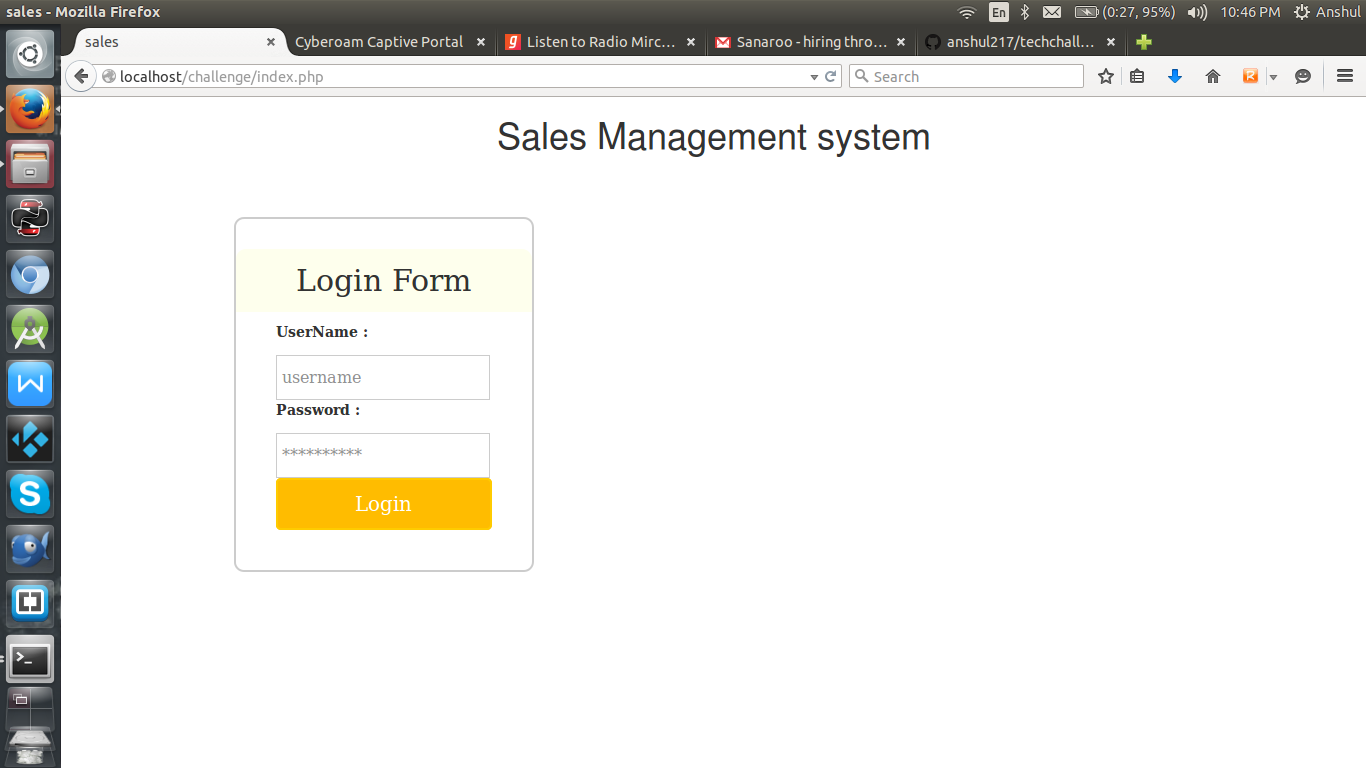 sales - Mozilla Firefox
En
(0:27, 95%)
10:46 PM
Anshul
sales
Cyberoam Captive Portal
Listen to Radio Mirc...
Sanaroo - hiring thro...
anshul217/techchall...
localhost/challenge/index.php
Search
Sales Management system
Login Form
UserName :
username
Password :
**********
Login